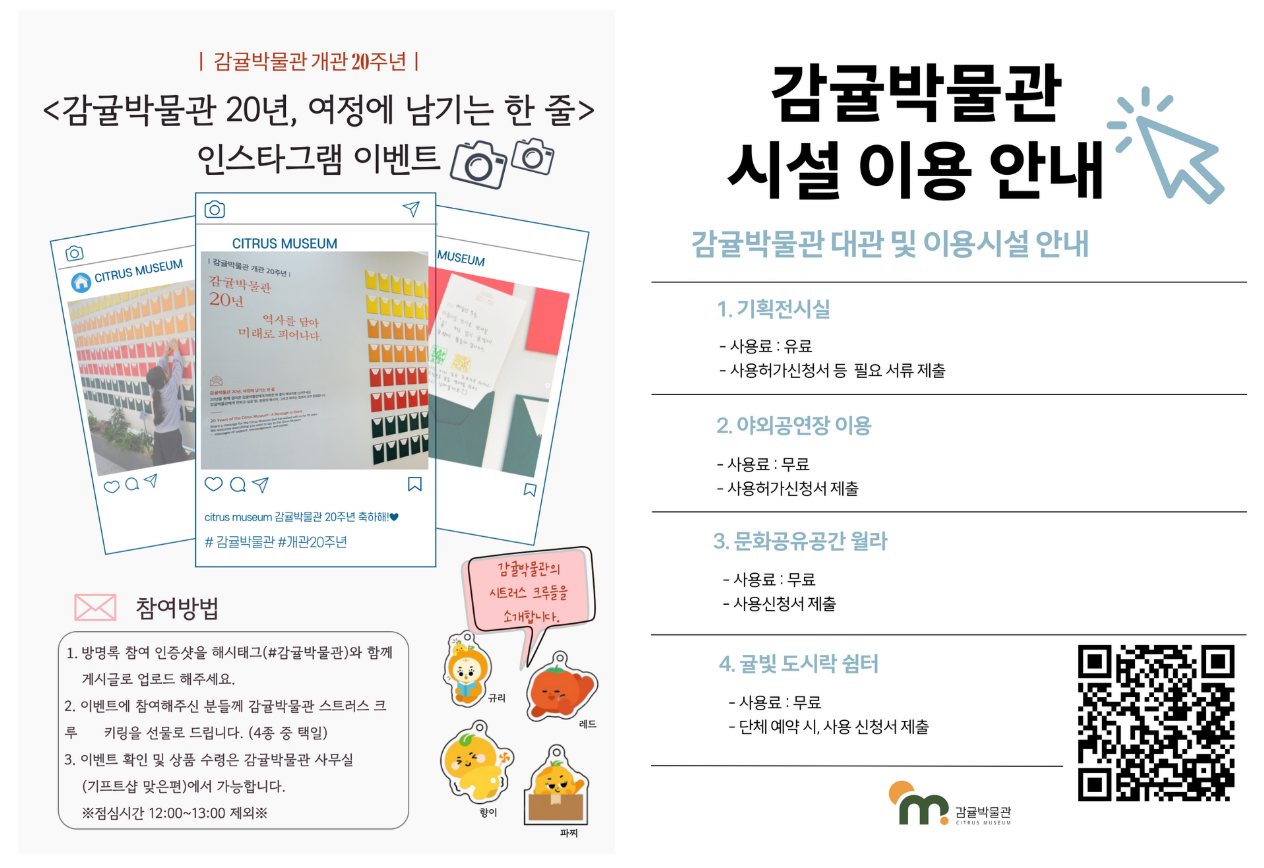 | 감귤박물관 개관 20주년 |
<감귤박물관 20년, 여정에 남기는 한 줄>
인스타그램 이벤트
CITRUS MUSEUM
CITRUS MUSEUM
MUSEUM
| 감귤박물관 개관 20주년 |
감귤박물관
20년
역사를 담아
미래로 피어나다.
감귤박물관 20년, 여정에 남기는 한 줄
citrus museum 감귤박물관 20주년 축하해!♥
# 감귤박물관 #개관20주년
감귤박물관의
시트러스 크루들을
소개합니다.
참여방법
1. 방명록 참여 인증샷을 해시태그(#감귤박물관)와 함께
게시글로 업로드 해주세요.
2. 이벤트에 참여해주신 분들께 감귤박물관 스트러스 크
루 키링을 선물로 드립니다. (4종 중 택일)
3. 이벤트 확인 및 상품 수령은 감귤박물관 사무실
(기프트샵 맞은편)에서 가능합니다.
※점심시간 12:00~13:00 제외※
규리
레드
향이
파찌
감귤박물관
시설 이용 안내
감귤박물관 대관 및 이용시설 안내
1. 기획전시실
- 사용료 : 유료
- 사용허가신청서 등 필요 서류 제출
2. 야외공연장 이용
- 사용료 : 무료
- 사용허가신청서 제출
3. 문화공유공간 월라
- 사용료 : 무료
- 사용신청서 제출
4. 귤빛 도시락 쉼터
- 사용료 : 무료
- 단체 예약 시, 사용 신청서 제출
m
감귤박물관
CITRUS MUSEUM